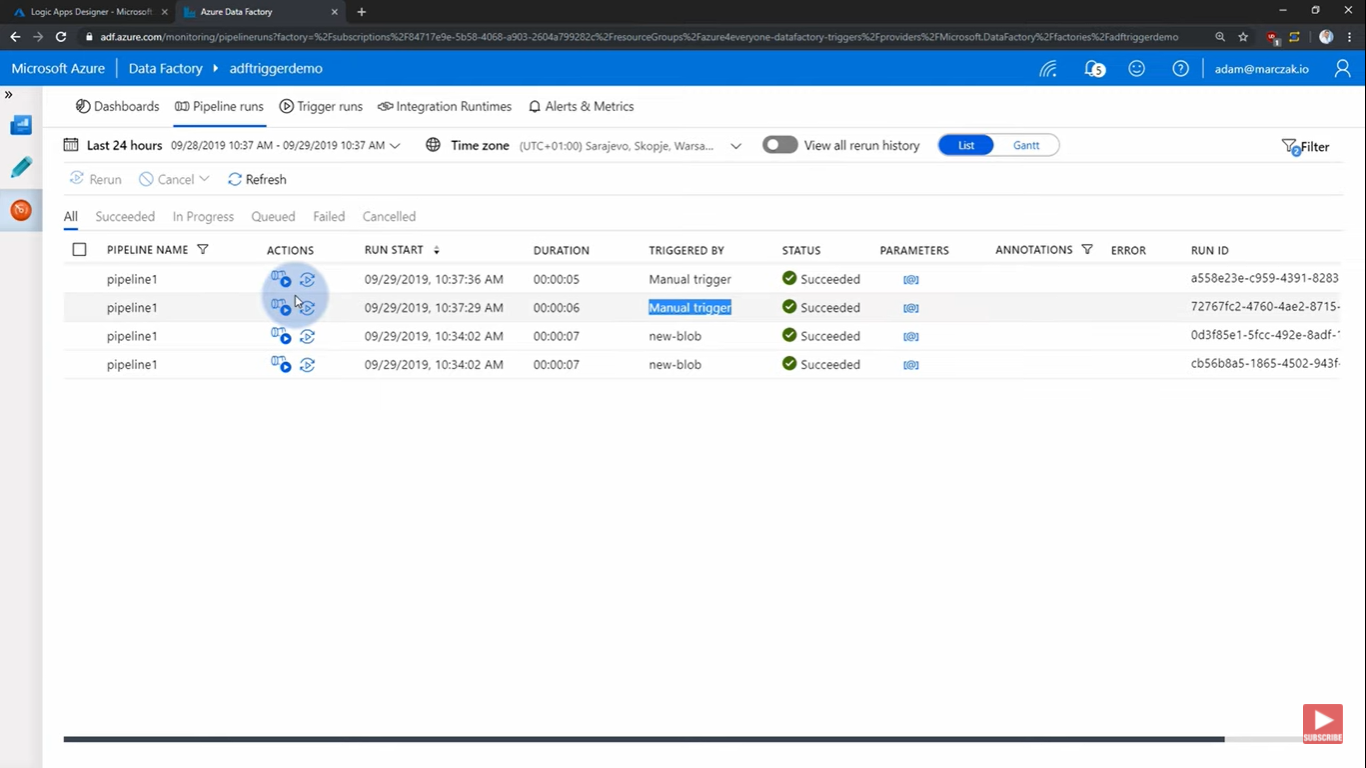 Logic Apps Designer - Microsoft
Azure Data Factory
adf.azure.com/monitoring/pipelineruns?factory=%2Fsubscriptions%2F84717e9e-5b58-4068-a903-2604a799282c%2FresourceGroups%2Fazure4everyone-datafactory-triggers%2Fproviders%2FMicrosoft.DataFactory%2Ffactories%2Fadftriggerdemo
Microsoft Azure Data Factory adftriggerdemo 5 adam@marczak.io
Dashboards Pipeline runs Trigger runs Integration Runtimes Alerts & Metrics
Last 24 hours 09/28/2019 10:37 AM - 09/29/2019 10:37 AM Time zone (UTC+01:00) Sarajevo, Skopje, Warsa... View all rerun history List Gantt 2 Filter
Rerun Cancel Refresh
All Succeeded In Progress Queued Failed Cancelled
PIPELINE NAME ACTIONS RUN START DURATION TRIGGERED BY STATUS PARAMETERS ANNOTATIONS ERROR RUN ID
pipeline1 09/29/2019, 10:37:36 AM 00:00:05 Manual trigger Succeeded [@] a558e23e-c959-4391-8283
pipeline1 09/29/2019, 10:37:29 AM 00:00:06 Manual trigger Succeeded [@] 72767fc2-4760-4ae2-8715-
pipeline1 09/29/2019, 10:34:02 AM 00:00:07 new-blob Succeeded [@] 0d3f85e1-5fcc-492e-8adf-
pipeline1 09/29/2019, 10:34:02 AM 00:00:07 new-blob Succeeded [@] cb56b8a5-1865-4502-943f-
SUBSCRIBE